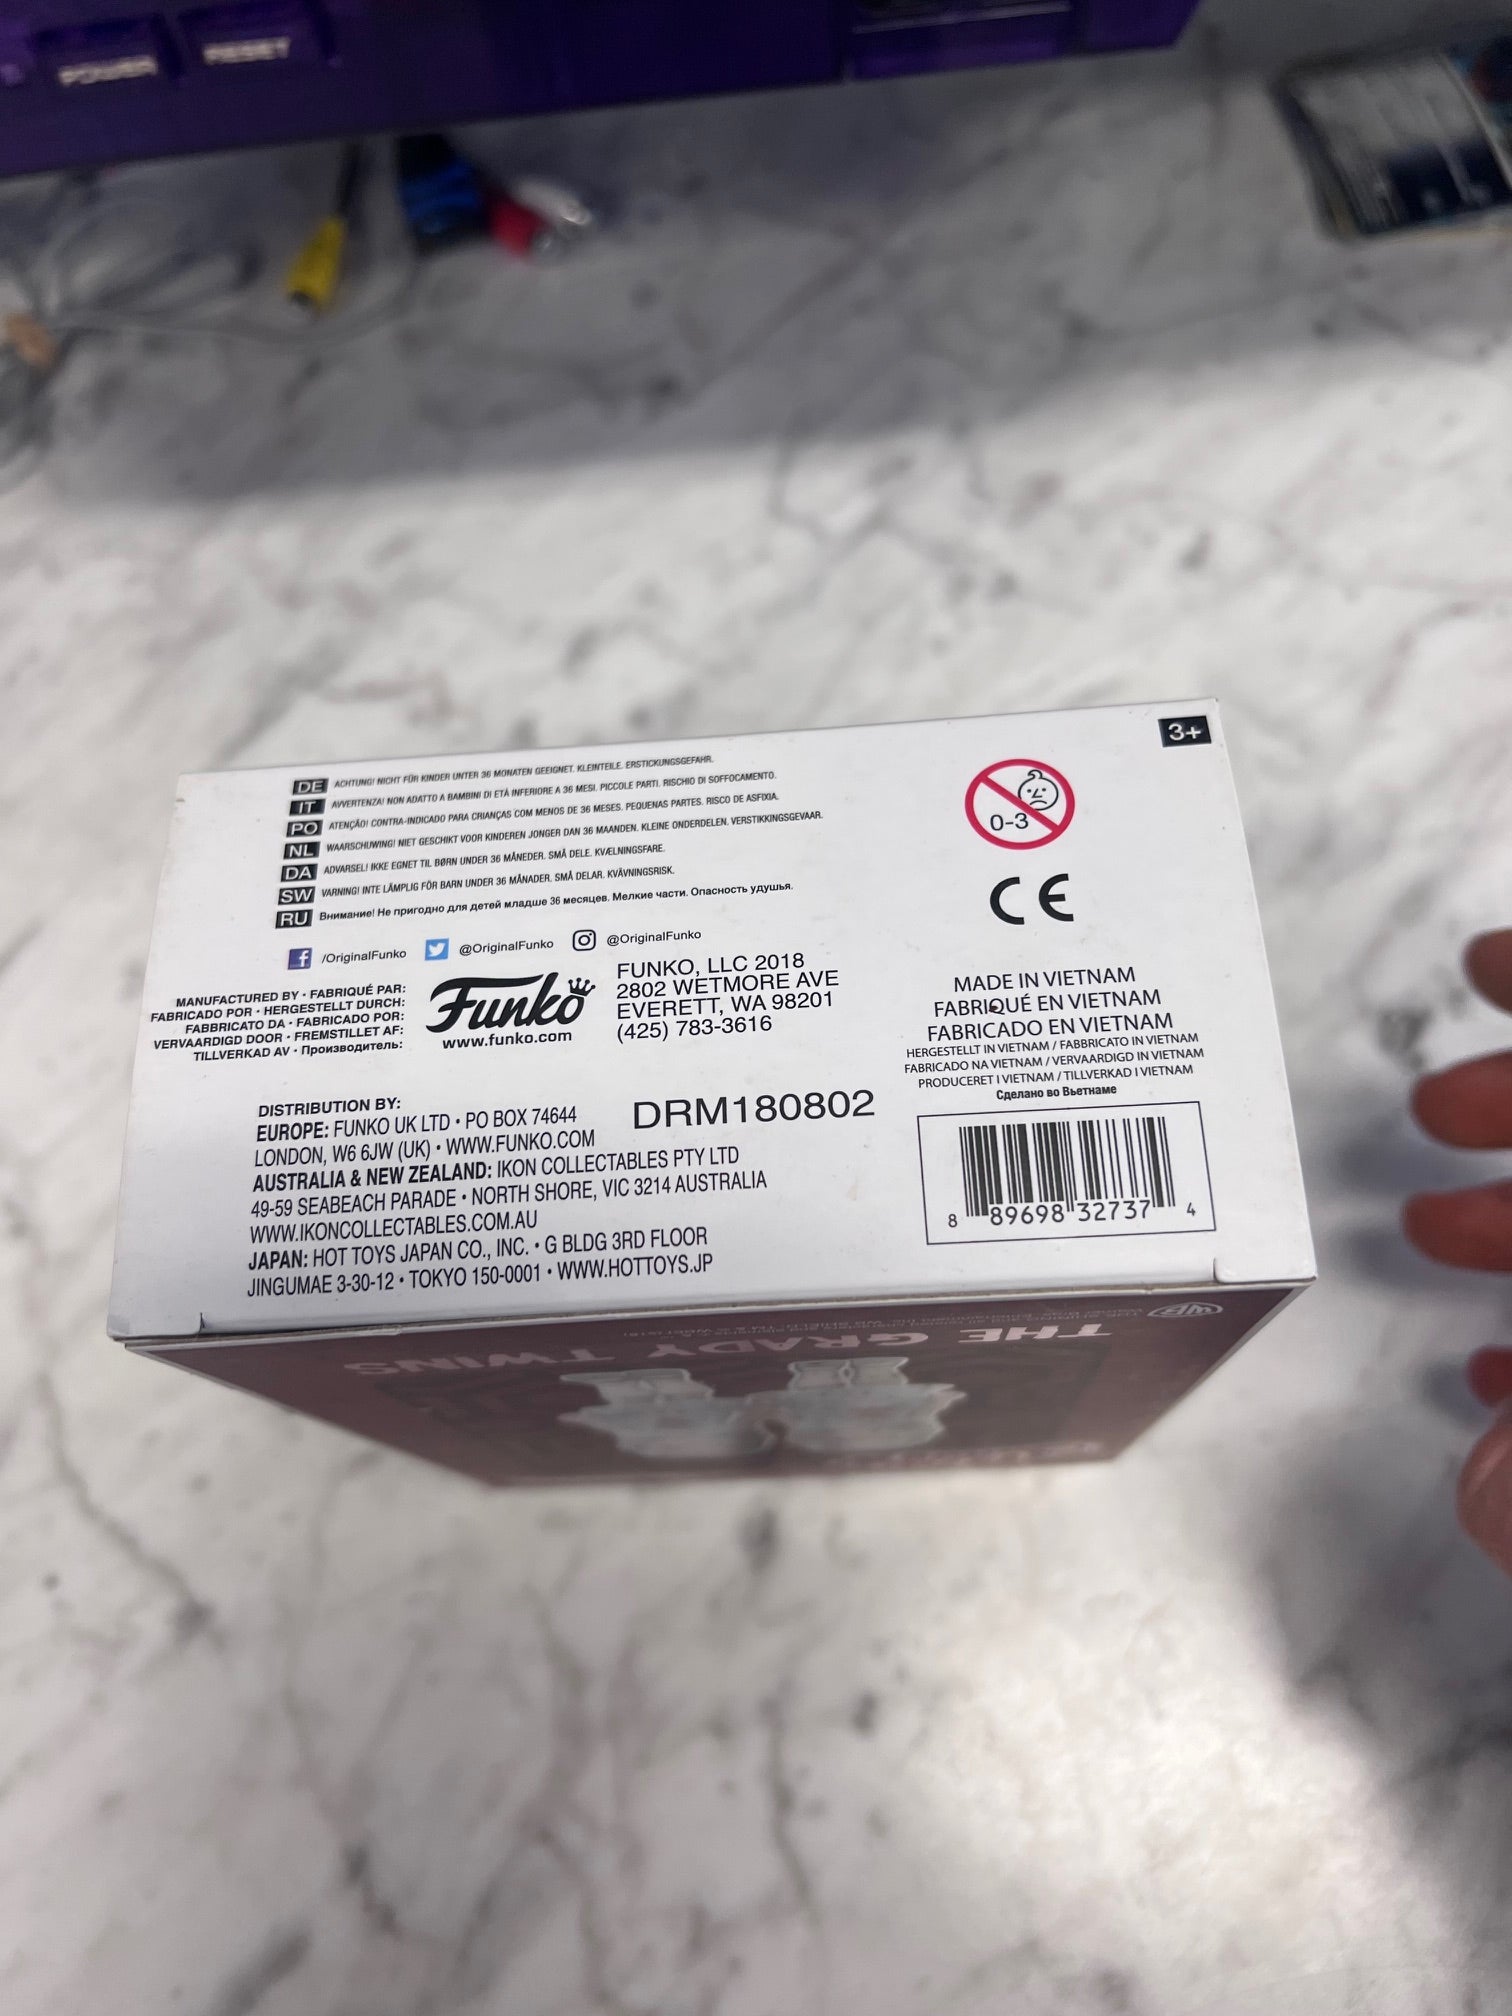 POWER
RESET
3+
DE ACHTUNG! NICHT FÜR KINDER UNTER 36 MONATEN GEEIGNET. KLEINTEILE. ERSTICKUNGSGEFAHR.
IT AVVERTENZA! NON ADATTO A BAMBINI DI ETÀ INFERIORE A 36 MESI. PICCOLE PARTI. RISCHIO DI SOFFOCAMENTO.
PO ATENÇÃO! CONTRA-INDICADO PARA CRIANÇAS COM MENOS DE 36 MESES. PEQUENAS PARTES. RISCO DE ASFIXIA.
NL WAARSCHUWING! NIET GESCHIKT VOOR KINDEREN JONGER DAN 36 MAANDEN. KLEINE ONDERDELEN. VERSTIKKINGSGEVAAR.
DA ADVARSEL! IKKE EGNET TIL BØRN UNDER 36 MÅNEDER. SMÅ DELE. KVÆLNINGSFARE.
SW VARNING! INTE LÄMPLIG FÖR BARN UNDER 36 MÅNADER. SMÅ DELAR. KVÄVNINGSRISK.
RU Внимание! Не пригодно для детей младше 36 месяцев. Мелкие части. Опасность удушья.
0-3
CE
f /OriginalFunko @OriginalFunko @OriginalFunko
MANUFACTURED BY • FABRIQUÉ PAR:
FABRICADO POR • HERGESTELLT DURCH:
FABBRICATO DA • FABRICADO POR:
VERVAARDIGD DOOR • FREMSTILLET AF:
TILLVERKAD AV • Производитель:
Funko
www.funko.com
FUNKO, LLC 2018
2802 WETMORE AVE
EVERETT, WA 98201
(425) 783-3616
MADE IN VIETNAM
FABRIQUÉ EN VIETNAM
FABRICADO EN VIETNAM
HERGESTELLT IN VIETNAM / FABBRICATO IN VIETNAM
FABRICADO NA VIETNAM / VERVAARDIGD IN VIETNAM
PRODUCERET I VIETNAM / TILLVERKAD I VIETNAM
Сделано во Вьетнаме
DISTRIBUTION BY:
EUROPE: FUNKO UK LTD • PO BOX 74644
LONDON, W6 6JW (UK) • WWW.FUNKO.COM
AUSTRALIA & NEW ZEALAND: IKON COLLECTABLES PTY LTD
49-59 SEABEACH PARADE • NORTH SHORE, VIC 3214 AUSTRALIA
WWW.IKONCOLLECTABLES.COM.AU
JAPAN: HOT TOYS JAPAN CO., INC. • G BLDG 3RD FLOOR
JINGUMAE 3-30-12 • TOKYO 150-0001 • WWW.HOTTOYS.JP
DRM180802
8 89698 32737 4
THE GRADY TWINS
WB